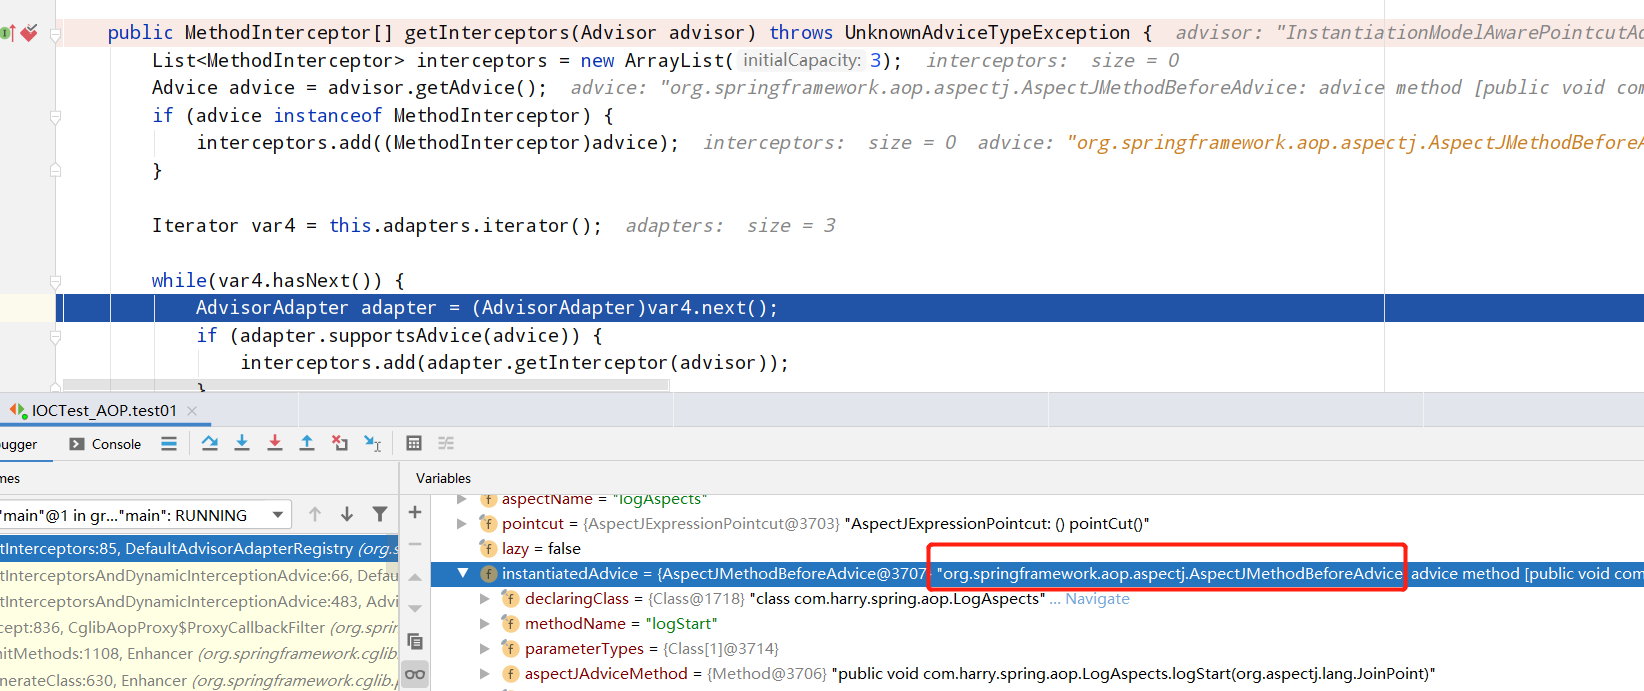 public MethodInterceptor[] getInterceptors(Advisor advisor) throws UnknownAdviceTypeException { advisor: "InstantiationModelAwarePointcutAd
List<MethodInterceptor> interceptors = new ArrayList( initialCapacity: 3); interceptors: size = 0
Advice advice = advisor.getAdvice(); advice: "org.springframework.aop.aspectj.AspectJMethodBeforeAdvice: advice method [public void com
if (advice instanceof MethodInterceptor) {
interceptors.add((MethodInterceptor)advice); interceptors: size = 0 advice: "org.springframework.aop.aspectj.AspectJMethodBeforeA
}
Iterator var4 = this.adapters.iterator(); adapters: size = 3
while(var4.hasNext()) {
AdvisorAdapter adapter = (AdvisorAdapter)var4.next();
if (adapter.supportsAdvice(advice)) {
interceptors.add(adapter.getInterceptor(advisor));
}
IOCTest_AOP.test01
ugger Console
mes
Variables
"main"@1 in gr..."main": RUNNING
tInterceptors:85, DefaultAdvisorAdapterRegistry (org.s
tInterceptorsAndDynamicInterceptionAdvice:66, Defau
tInterceptorsAndDynamicInterceptionAdvice:483, Advi
cept:836, CglibAopProxy$ProxyCallbackFilter (org.sprin
nitMethods:1108, Enhancer (org.springframework.cglib.
nerateClass:630, Enhancer (org.springframework.cglib.
aspectName = "logAspects"
pointcut = {AspectJExpressionPointcut@3703} "AspectJExpressionPointcut: () pointCut()"
lazy = false
instantiatedAdvice = {AspectJMethodBeforeAdvice@3707} "org.springframework.aop.aspectj.AspectJMethodBeforeAdvice: advice method [public void com
declaringClass = {Class@1718} "class com.harry.spring.aop.LogAspects" ... Navigate
methodName = "logStart"
parameterTypes = {Class[1]@3714}
aspectJAdviceMethod = {Method@3706} "public void com.harry.spring.aop.LogAspects.logStart(org.aspectj.lang.JoinPoint)"